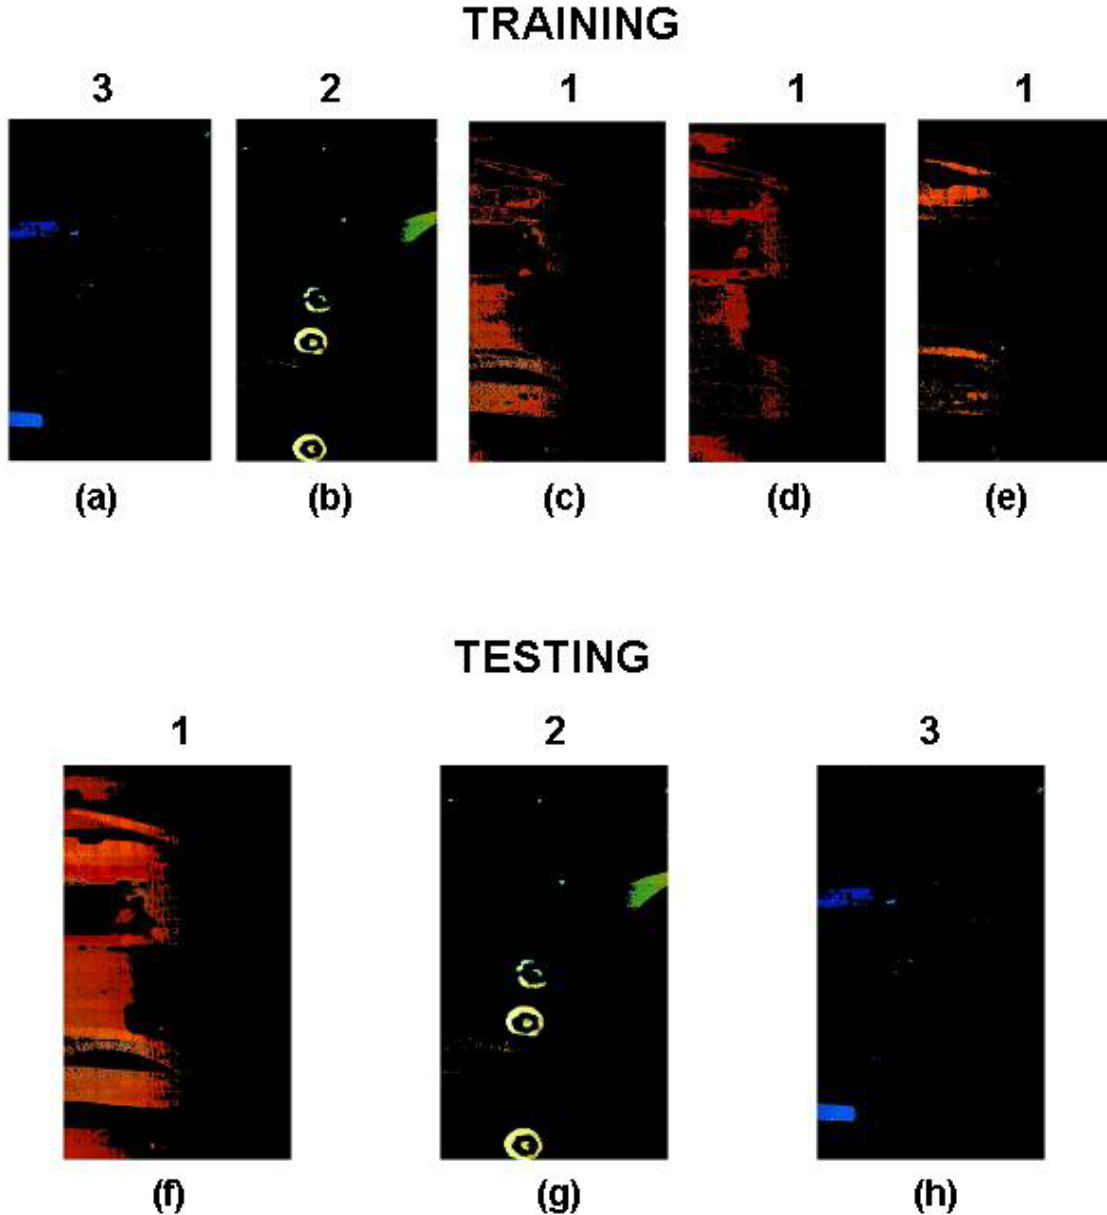 TRAINING
3 2 1 1 1
(a) (b) (c) (d) (e)
TESTING
1 2 3
(f) (g) (h)